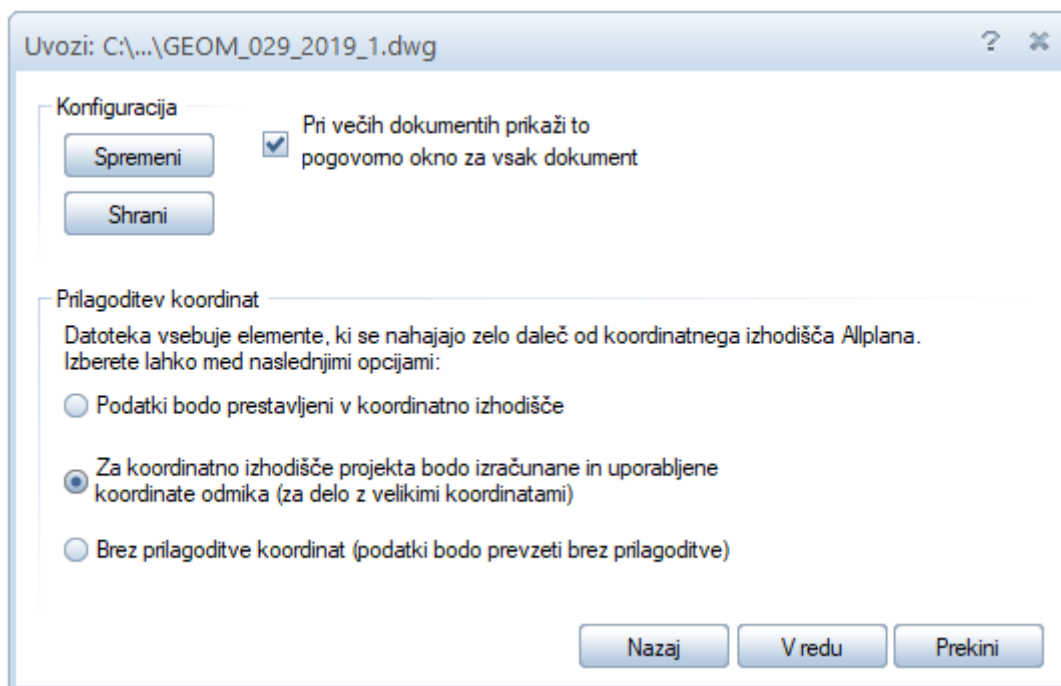 Uvozi: C:\...\GEOM_029_2019_1.dwg
Konfiguracija
Spremeni
Pri večih dokumentih prikaži to
pogovorno okno za vsak dokument
Shrani
Prilagoditev koordinat
Datoteka vsebuje elemente, ki se nahajajo zelo daleč od koordinatnega izhodišča Allplana.
Izberete lahko med naslednjimi opcijami:
Podatki bodo prestavljeni v koordinatno izhodišče
Za koordinatno izhodišče projekta bodo izračunane in uporabljene
koordinate odmika (za delo z velikimi koordinatami)
Brez prilagoditve koordinat (podatki bodo prevzeti brez prilagoditve)
Nazaj
V redu
Prekini